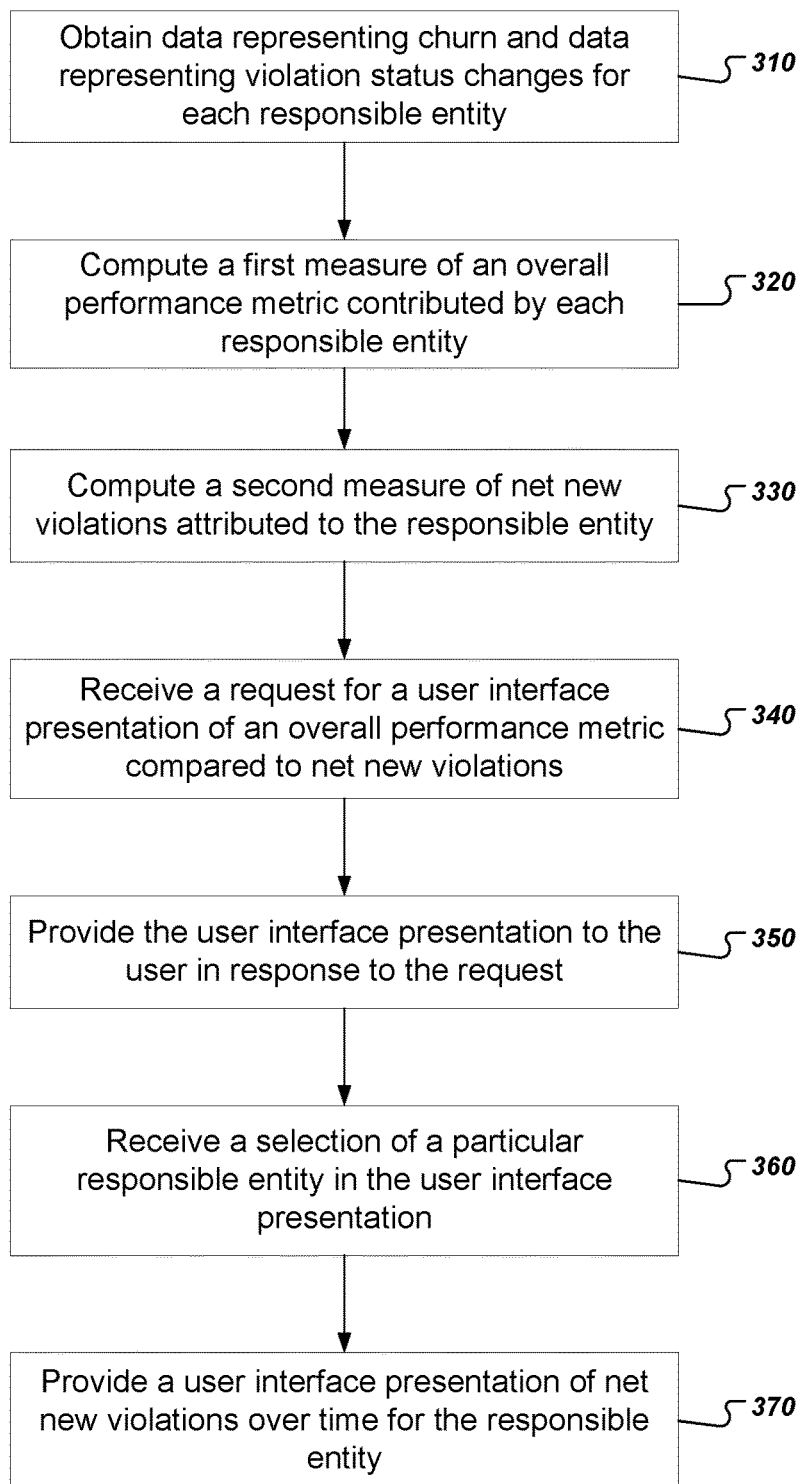 Obtain data representing churn and data
representing violation status changes for
each responsible entity
310
Compute a first measure of an overall
performance metric contributed by each
responsible entity
320
Compute a second measure of net new
violations attributed to the responsible entity
330
Receive a request for a user interface
presentation of an overall performance metric
compared to net new violations
340
Provide the user interface presentation to the
user in response to the request
350
Receive a selection of a particular
responsible entity in the user interface
presentation
360
Provide a user interface presentation of net
new violations over time for the responsible
entity
370